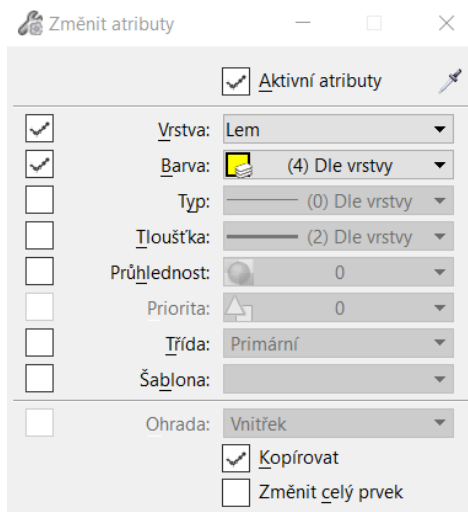 Změnit atributy
Aktivní atributy
Vrstva: Lem
Barva: (4) Dle vrstvy
Typ: (0) Dle vrstvy
Tloušťka: (2) Dle vrstvy
Průhlednost: 0
Priorita: 0
Třída: Primární
Šablona:
Ohrada: Vnitřek
Kopírovat
Změnit celý prvek